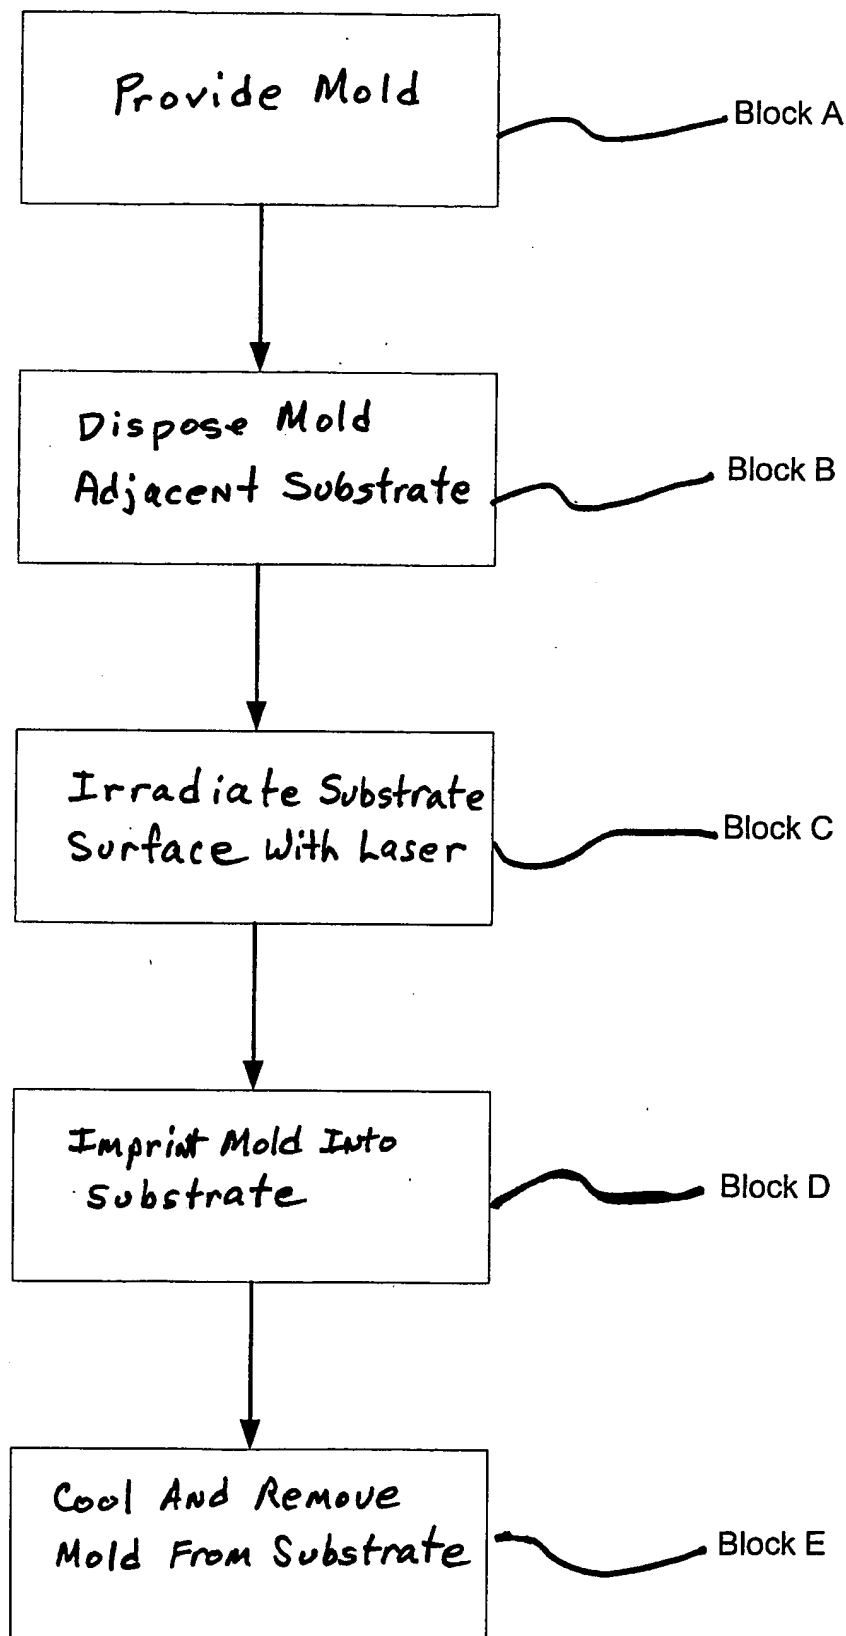 Provide Mold
Block A
Dispose Mold
Adjacent Substrate
Block B
Irradiate Substrate
Surface With Laser
Block C
Imprint Mold Into
Substrate
Block D
Cool And Remove
Mold From Substrate
Block E